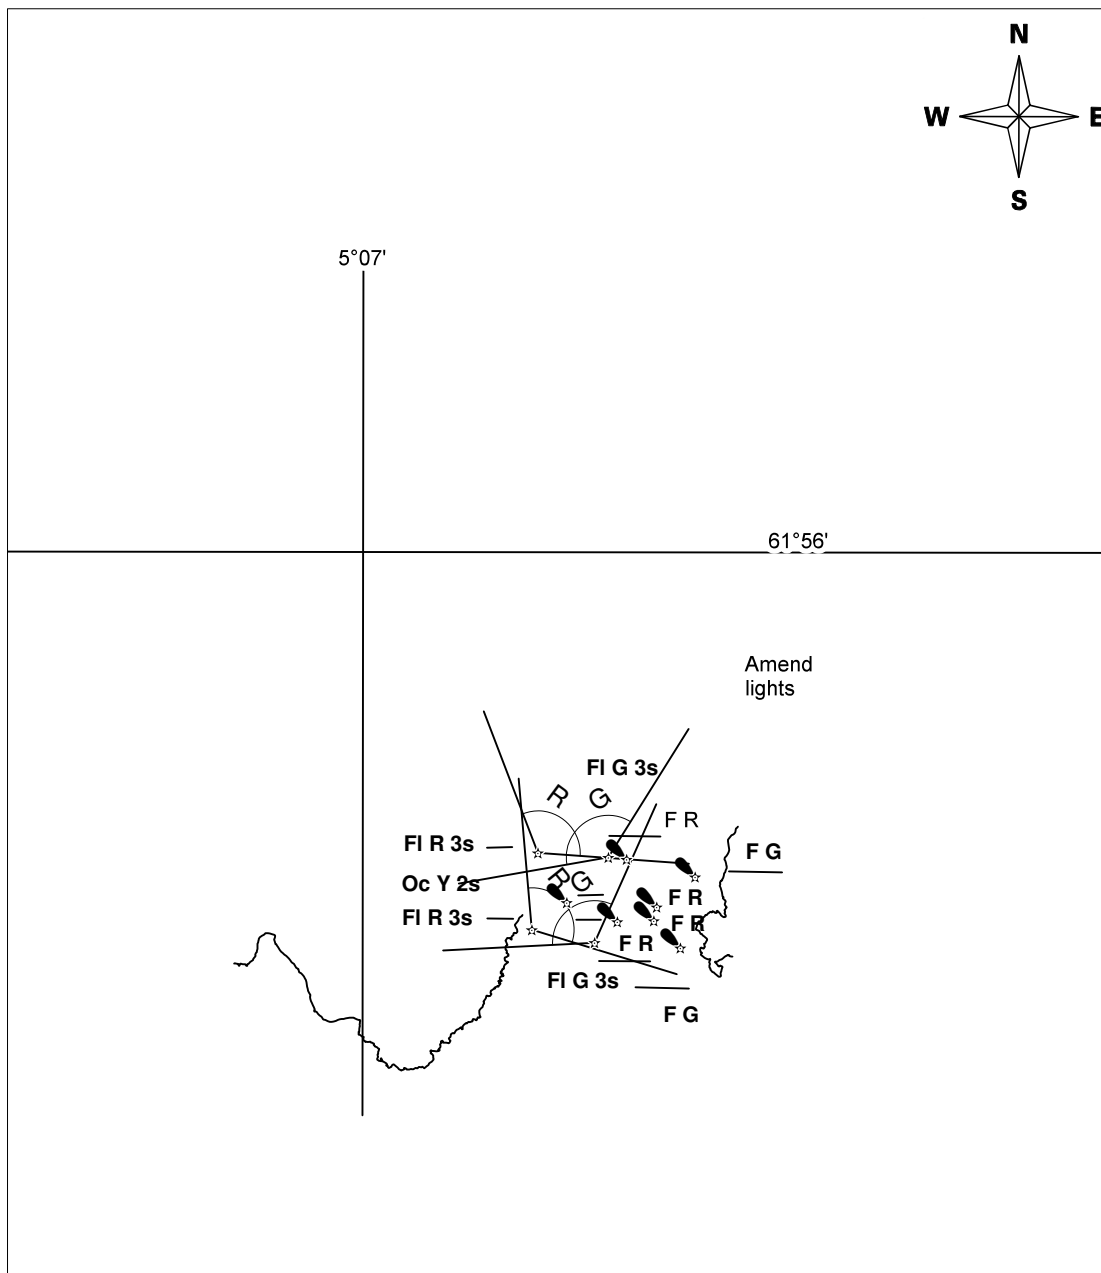 N
W E
S
5°07'
61°56'
Amend
lights
Fl G 3s
R G
F R
Fl R 3s
F G
Oc Y 2s
R G
F R
Fl R 3s
F R
F R
Fl G 3s
F G